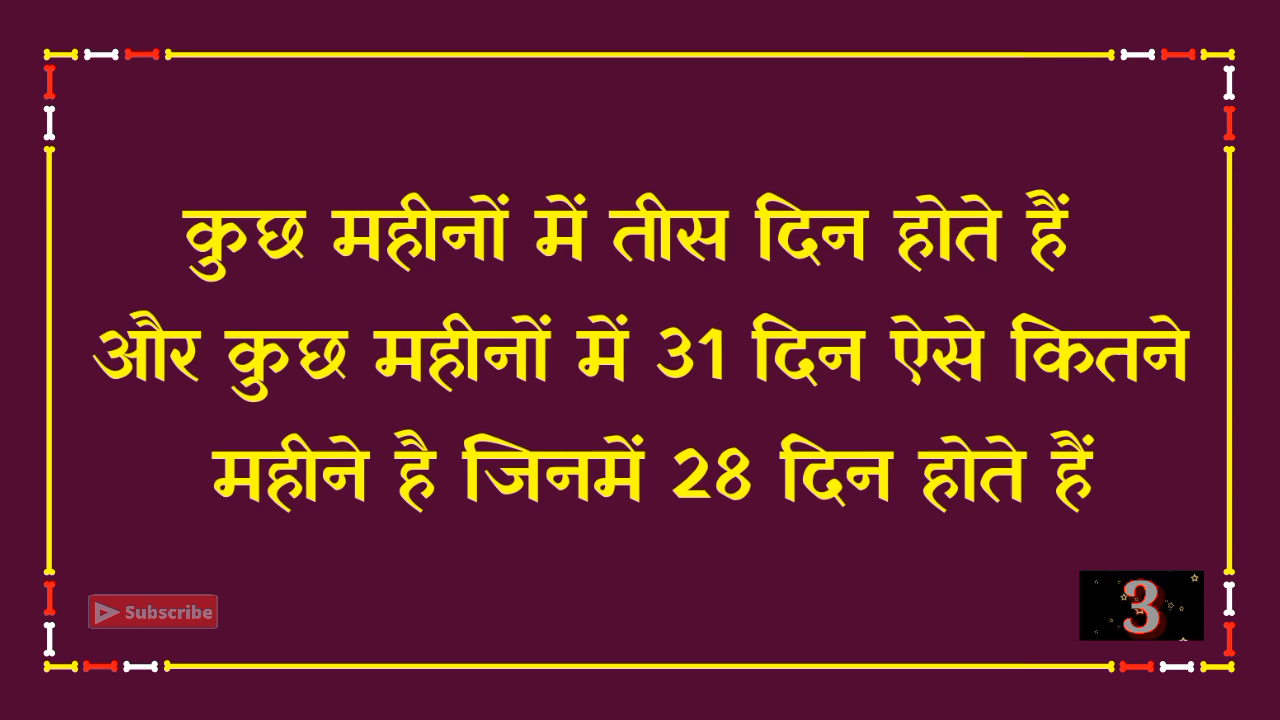 कुछ महीनों में तीस दिन होते हैं
और कुछ महीनों में 31 दिन ऐसे कितने
महीने है जिनमें 28 दिन होते हैं
Subscribe
3